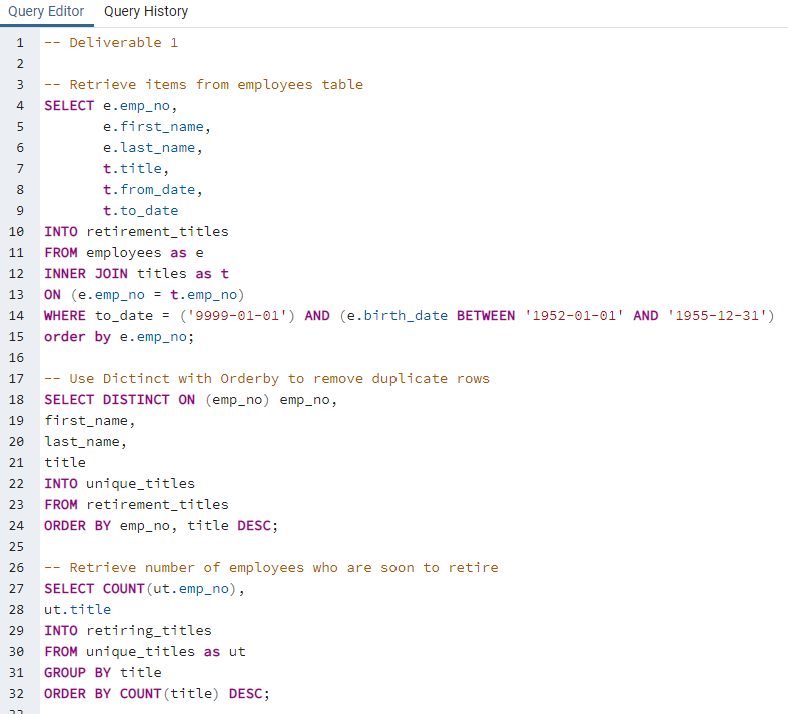 Query Editor Query History
1 -- Deliverable 1
2
3 -- Retrieve items from employees table
4 SELECT e.emp_no,
5 e.first_name,
6 e.last_name,
7 t.title,
8 t.from_date,
9 t.to_date
10 INTO retirement_titles
11 FROM employees as e
12 INNER JOIN titles as t
13 ON (e.emp_no = t.emp_no)
14 WHERE to_date = ('9999-01-01') AND (e.birth_date BETWEEN '1952-01-01' AND '1955-12-31')
15 order by e.emp_no;
16
17 -- Use Dictinct with Orderby to remove duplicate rows
18 SELECT DISTINCT ON (emp_no) emp_no,
19 first_name,
20 last_name,
21 title
22 INTO unique_titles
23 FROM retirement_titles
24 ORDER BY emp_no, title DESC;
25
26 -- Retrieve number of employees who are soon to retire
27 SELECT COUNT(ut.emp_no),
28 ut.title
29 INTO retiring_titles
30 FROM unique_titles as ut
31 GROUP BY title
32 ORDER BY COUNT(title) DESC;